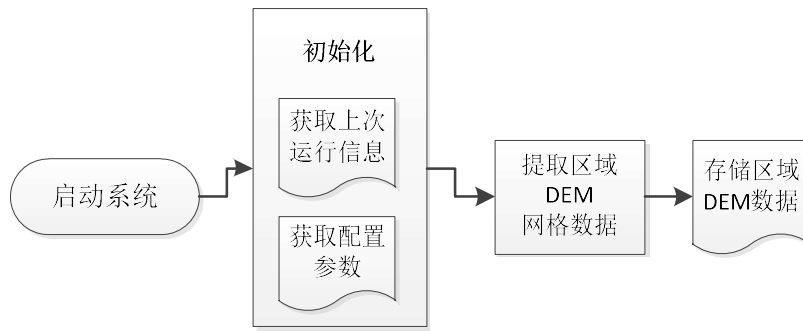 启动系统
初始化
获取上次
运行信息
获取配置
参数
提取区域
DEM
网格数据
存储区域
DEM数据